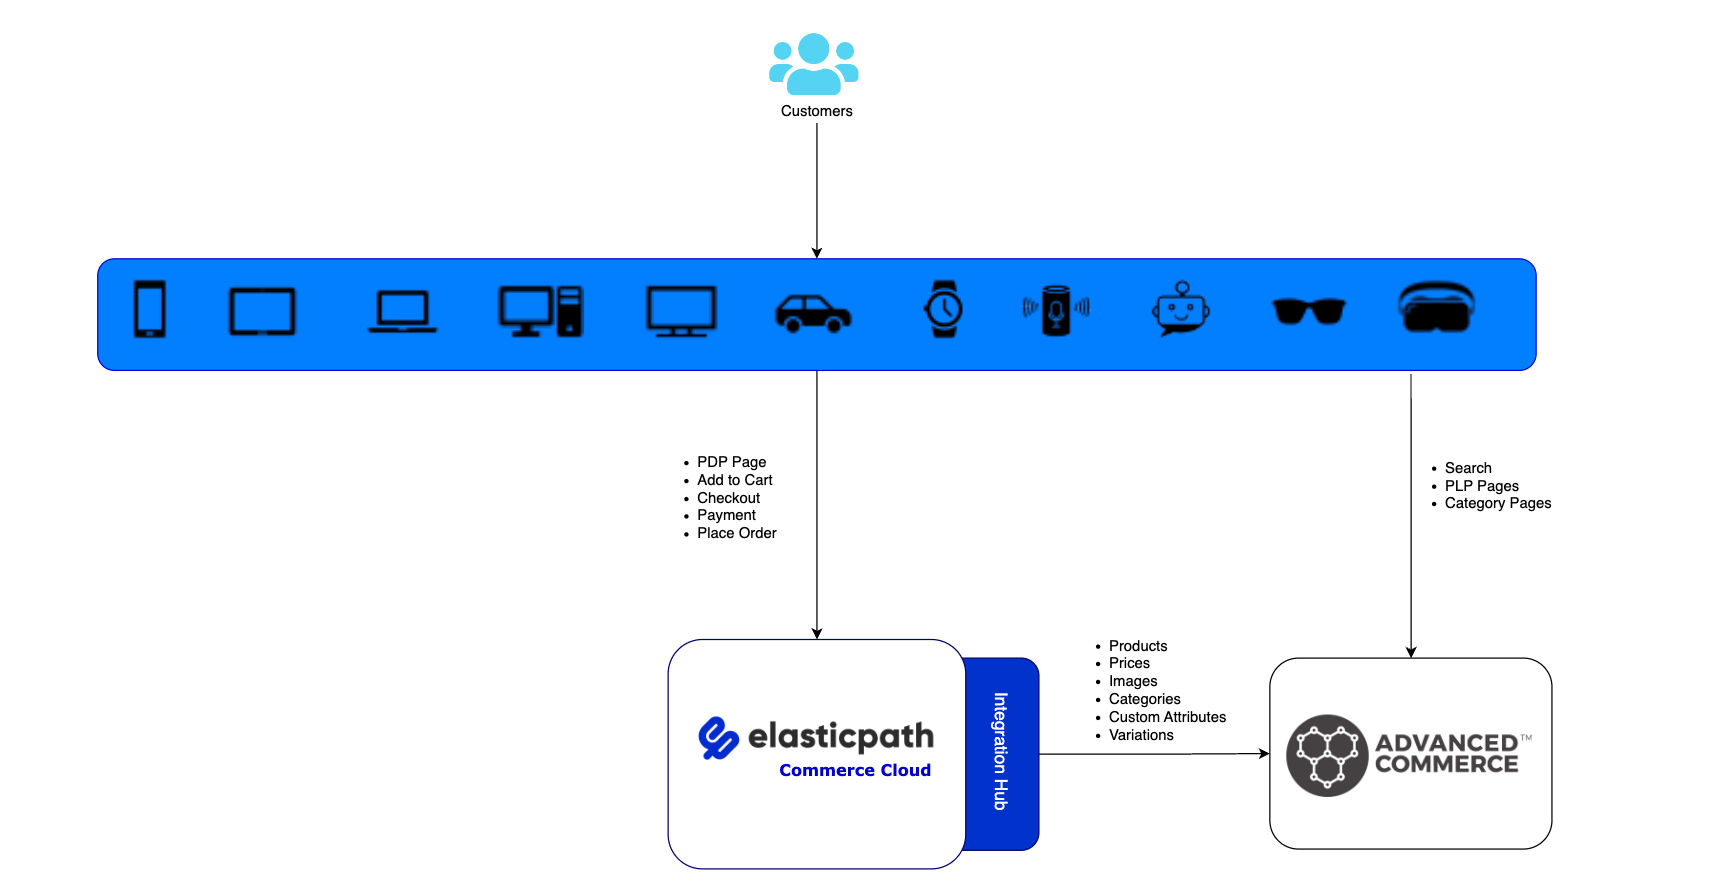 Customers
PDP Page
Add to Cart
Checkout
Payment
Place Order
Search
PLP Pages
Category Pages
Products
Prices
Images
Categories
Custom Attributes
Variations
elasticpath
Commerce Cloud
Integration Hub
ADVANCED™
COMMERCE